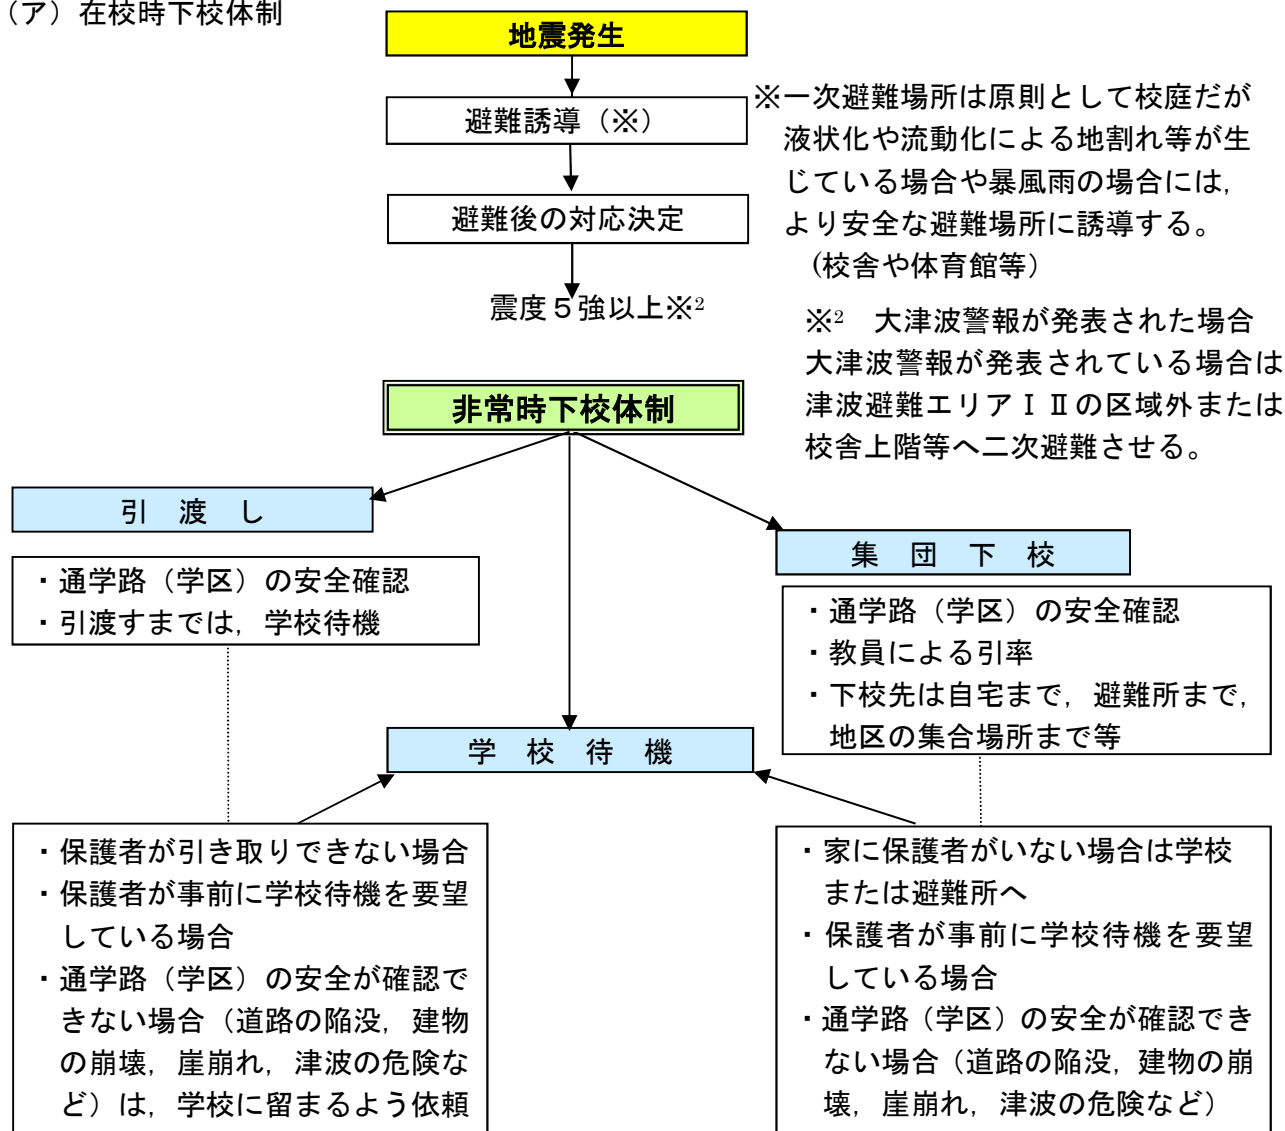 （ア）在校時下校体制
地震発生
避難誘導（※）
※一次避難場所は原則として校庭だが
液状化や流動化による地割れ等が生
じている場合や暴風雨の場合には，
より安全な避難場所に誘導する。
(校舎や体育館等）
避難後の対応決定
震度５強以上※2
※2　大津波警報が発表された場合
大津波警報が発表されている場合は
津波避難エリアⅠⅡの区域外または
校舎上階等へ二次避難させる。
非常時下校体制
引　渡　し
・通学路（学区）の安全確認
・引渡すまでは，学校待機
集　団　下　校
・通学路（学区）の安全確認
・教員による引率
・下校先は自宅まで，避難所まで，
地区の集合場所まで等
学　校　待　機
・保護者が引き取りできない場合
・保護者が事前に学校待機を要望
している場合
・通学路（学区）の安全が確認で
きない場合（道路の陥没，建物
の崩壊，崖崩れ，津波の危険な
ど）は，学校に留まるよう依頼
・家に保護者がいない場合は学校
または避難所へ
・保護者が事前に学校待機を要望
している場合
・通学路（学区）の安全が確認でき
ない場合（道路の陥没，建物の崩
壊，崖崩れ，津波の危険など）